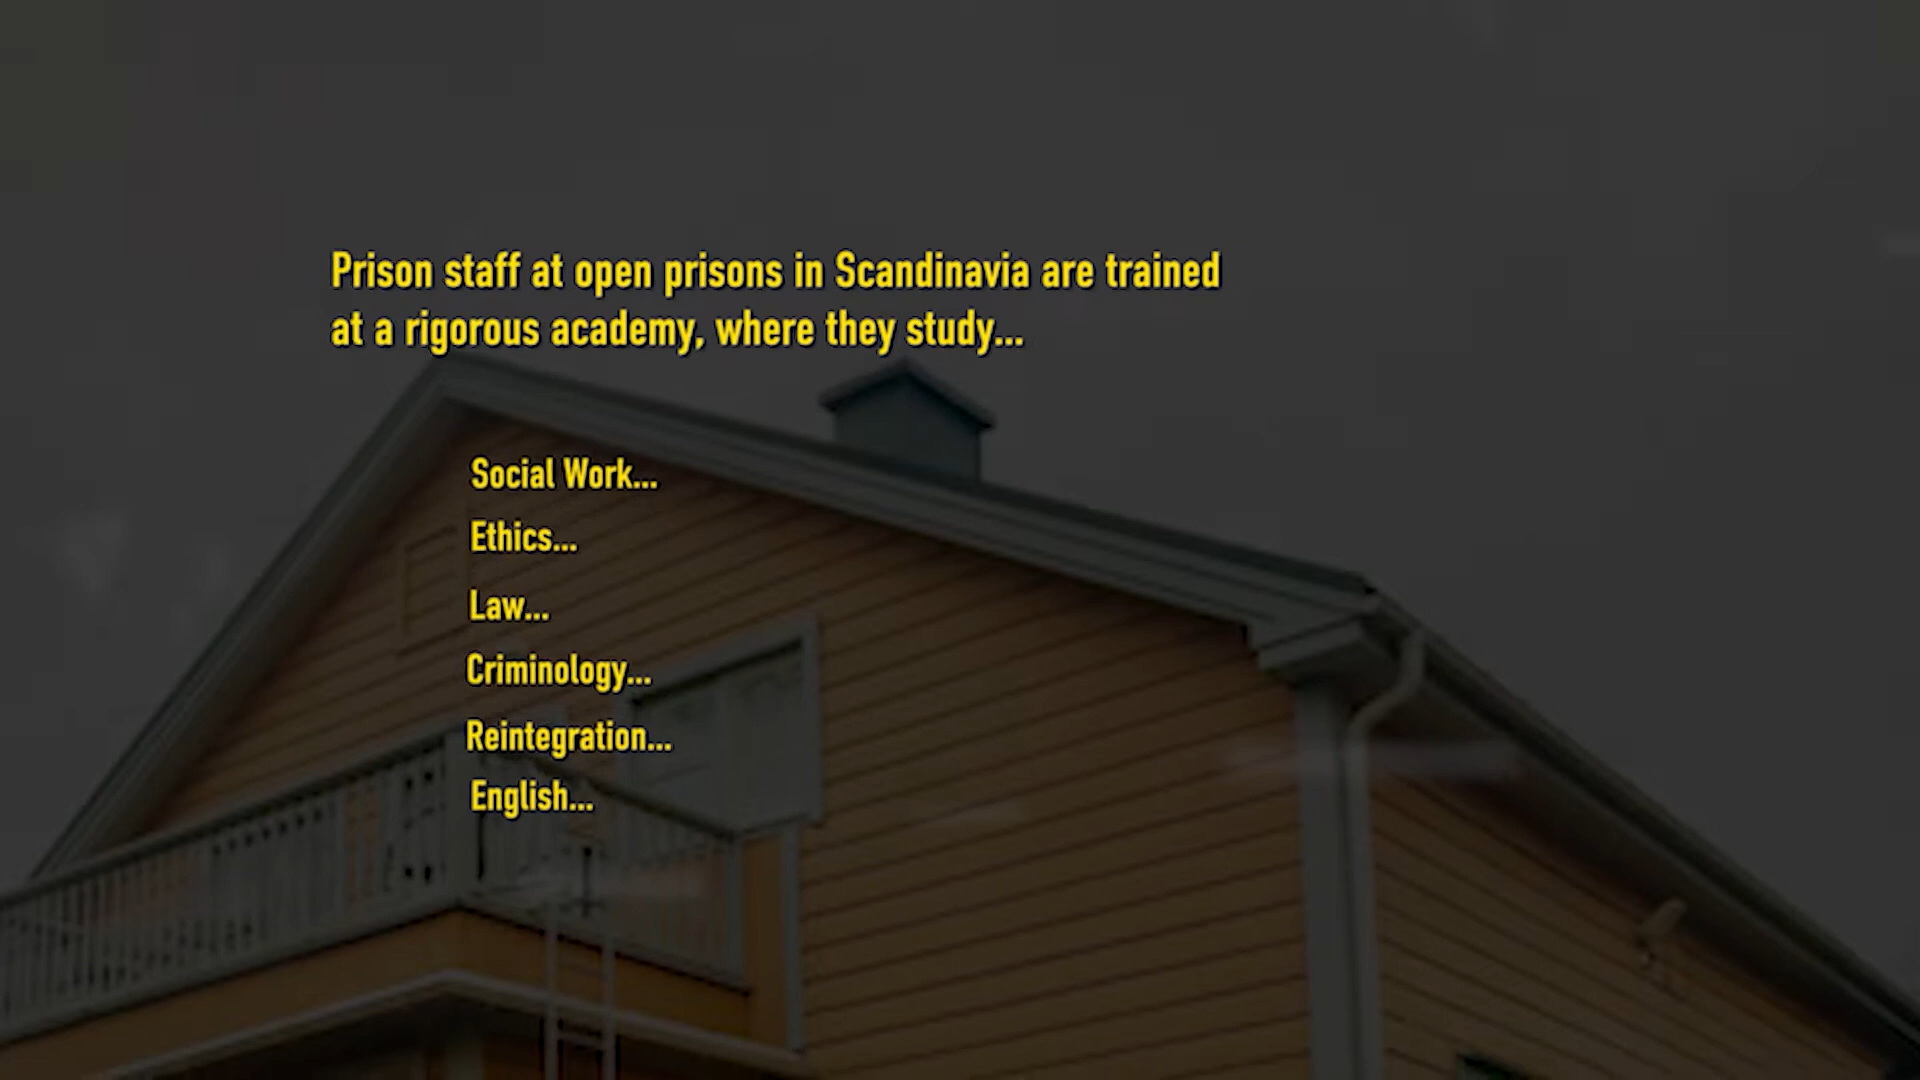 Prison staff at open prisons in Scandinavia are trained
at a rigorous academy, where they study...
Social Work...
Ethics...
Law...
Criminology...
Reintegration...
English...